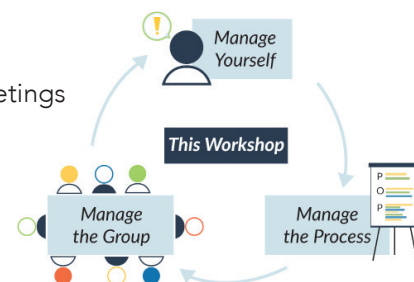 Manage
Yourself
etings
This Workshop
Manage
the Group
Manage
the Process
P
O
P